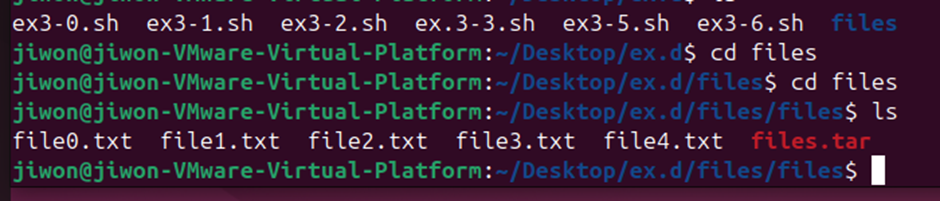 ex3-0.sh  ex3-1.sh  ex3-2.sh  ex.3-3.sh  ex3-5.sh  ex3-6.sh  files
jiwon@jiwon-VMware-Virtual-Platform:~/Desktop/ex.d$ cd files
jiwon@jiwon-VMware-Virtual-Platform:~/Desktop/ex.d/files$ cd files
jiwon@jiwon-VMware-Virtual-Platform:~/Desktop/ex.d/files/files$ ls
file0.txt  file1.txt  file2.txt  file3.txt  file4.txt  files.tar
jiwon@jiwon-VMware-Virtual-Platform:~/Desktop/ex.d/files/files$